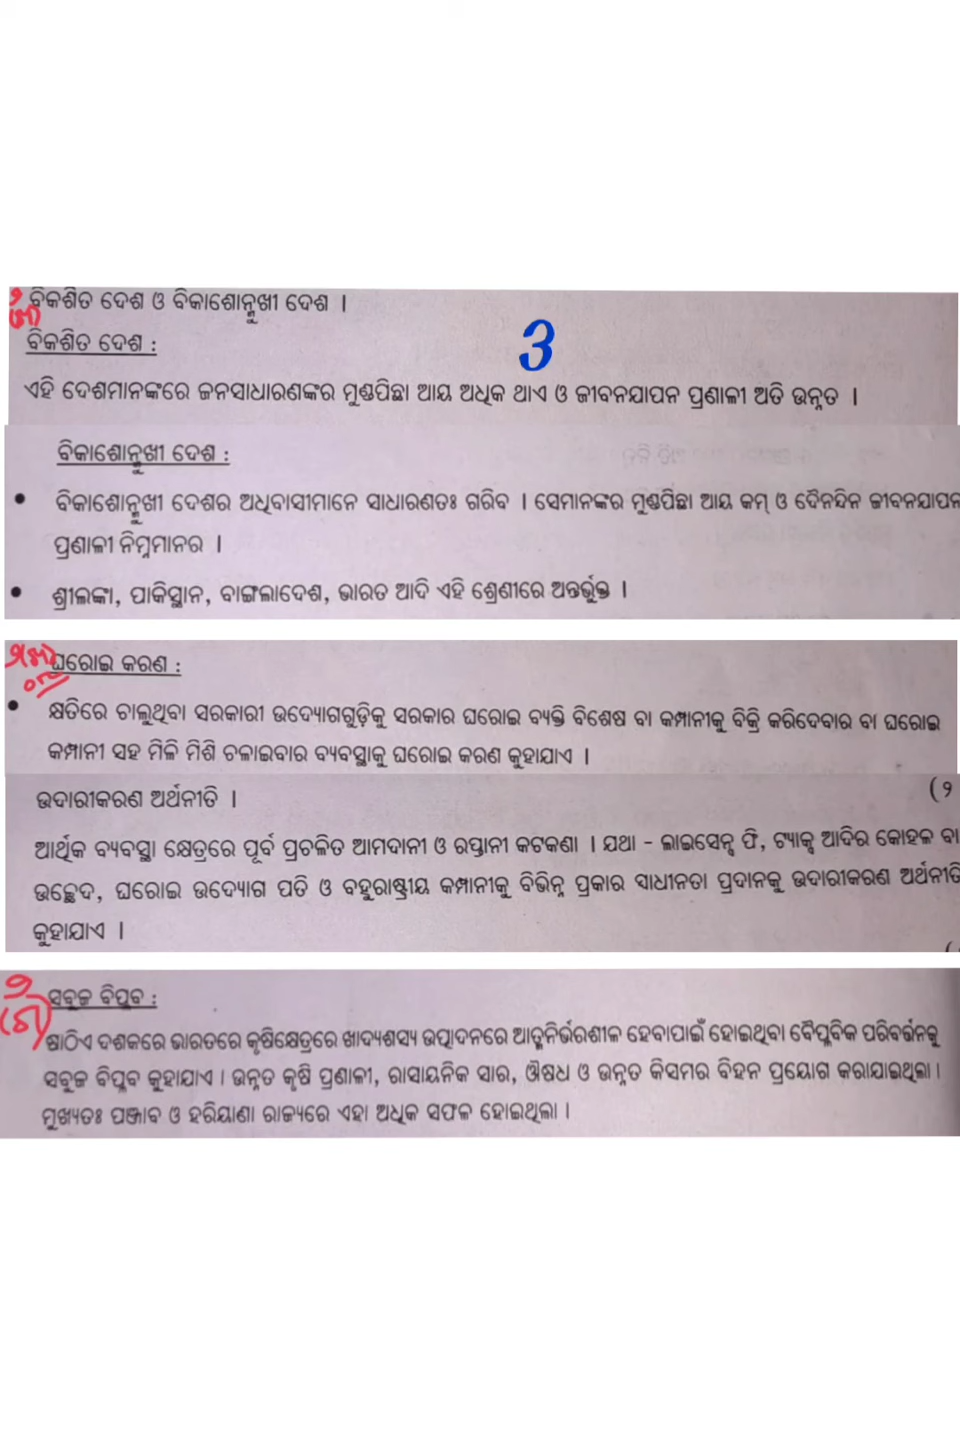 ବିକଶିତ ଦେଶ ଓ ବିକାଶୋନ୍ମୁଖୀ ଦେଶ ।
ବିକଶିତ ଦେଶ :
3
ଏହି ଦେଶମାନଙ୍କରେ ଜନସାଧାରଣଙ୍କର ମୁଣ୍ଡପିଛା ଆୟ ଅଧିକ ଥାଏ ଓ ଜୀବନଯାପନ ପ୍ରଣାଳୀ ଅତି ଉନ୍ନତ ।
ବିକାଶୋନ୍ମୁଖୀ ଦେଶ :
• ବିକାଶୋନ୍ମୁଖୀ ଦେଶର ଅଧିବାସୀମାନେ ସାଧାରଣତଃ ଗରିବ । ସେମାନଙ୍କର ମୁଣ୍ଡପିଛା ଆୟ କମ୍ ଓ ଦୈନନ୍ଦିନ ଜୀବନଯାପନ
ପ୍ରଣାଳୀ ନିମ୍ନମାନର ।
• ଶ୍ରୀଲଙ୍କା, ପାକିସ୍ଥାନ, ବାଙ୍ଗଲାଦେଶ, ଭାରତ ଆଦି ଏହି ଶ୍ରେଣୀରେ ଅନ୍ତର୍ଭୁକ୍ତ ।
ଘରୋଇ କରଣ :
• କ୍ଷତିରେ ଚାଲୁଥିବା ସରକାରୀ ଉଦ୍ୟୋଗଗୁଡ଼ିକୁ ସରକାର ଘରୋଇ ବ୍ୟକ୍ତି ବିଶେଷ ବା କମ୍ପାନୀକୁ ବିକ୍ରି କରିଦେବାର ବା ଘରୋଇ
କମ୍ପାନୀ ସହ ମିଳି ମିଶି ଚଳାଇବାର ବ୍ୟବସ୍ଥାକୁ ଘରୋଇ କରଣ କୁହାଯାଏ ।
ଉଦାରୀକରଣ ଅର୍ଥନୀତି । (୨
ଆର୍ଥିକ ବ୍ୟବସ୍ଥା କ୍ଷେତ୍ରରେ ପୂର୍ବ ପ୍ରଚଳିତ ଆମଦାନୀ ଓ ରପ୍ତାନୀ କଟକଣା । ଯଥା - ଲାଇସେନ୍ସ ଫି, ଟ୍ୟାକ୍ସ ଆଦିର କୋହଳ ବା
ଉଚ୍ଛେଦ, ଘରୋଇ ଉଦ୍ୟୋଗ ପତି ଓ ବହୁରାଷ୍ଟ୍ରୀୟ କମ୍ପାନୀକୁ ବିଭିନ୍ନ ପ୍ରକାର ସାଧୀନତା ପ୍ରଦାନକୁ ଉଦାରୀକରଣ ଅର୍ଥନୀତି
କୁହାଯାଏ ।
ସବୁଜ ବିପ୍ଲବ :
ଷାଠିଏ ଦଶକରେ ଭାରତରେ କୃଷିକ୍ଷେତ୍ରରେ ଖାଦ୍ୟଶସ୍ୟ ଉତ୍ପାଦନରେ ଆତ୍ମନିର୍ଭରଶୀଳ ହେବାପାଇଁ ହୋଇଥିବା ବୈପ୍ଳବିକ ପରିବର୍ତ୍ତନକୁ
ସବୁଜ ବିପ୍ଲବ କୁହାଯାଏ । ଉନ୍ନତ କୃଷି ପ୍ରଣାଳୀ, ରାସାୟନିକ ସାର, ଔଷଧ ଓ ଉନ୍ନତ କିସମର ବିହନ ପ୍ରୟୋଗ କରାଯାଇଥିଲା ।
ମୁଖ୍ୟତଃ ପଞ୍ଜାବ ଓ ହରିୟାଣା ରାଜ୍ୟରେ ଏହା ଅଧିକ ସଫଳ ହୋଇଥିଲା ।